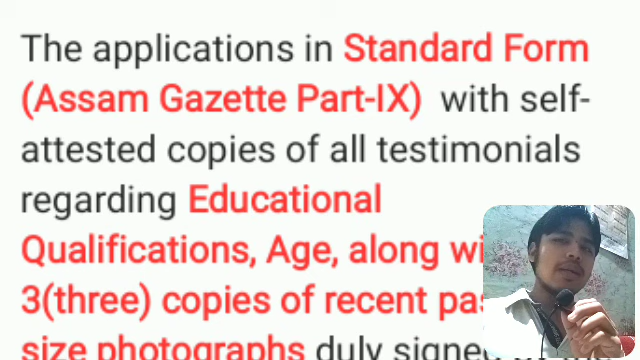 The applications in Standard Form
(Assam Gazette Part-IX) with self-
attested copies of all testimonials
regarding Educational
Qualifications, Age, along
3(three) copies of recent
size photographs duly signed